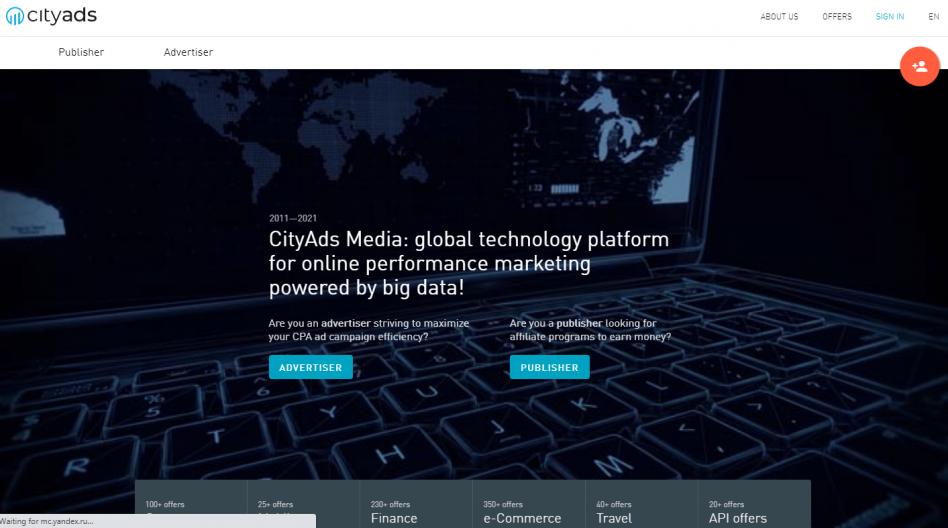 cityads
ABOUT US OFFERS SIGN IN EN
Publisher Advertiser
1:33
2011—2021
CityAds Media: global technology platform
for online performance marketing
powered by big data!
Are you an advertiser striving to maximize
your CPA ad campaign efficiency?
ADVERTISER
Are you a publisher looking for
affiliate programs to earn money?
PUBLISHER
R T Y U H J N M
100+ offers
25+ offers
230+ offers
Finance
350+ offers
e-Commerce
40+ offers
Travel
20+ offers
API offers
Waiting for mc.yandex.ru...